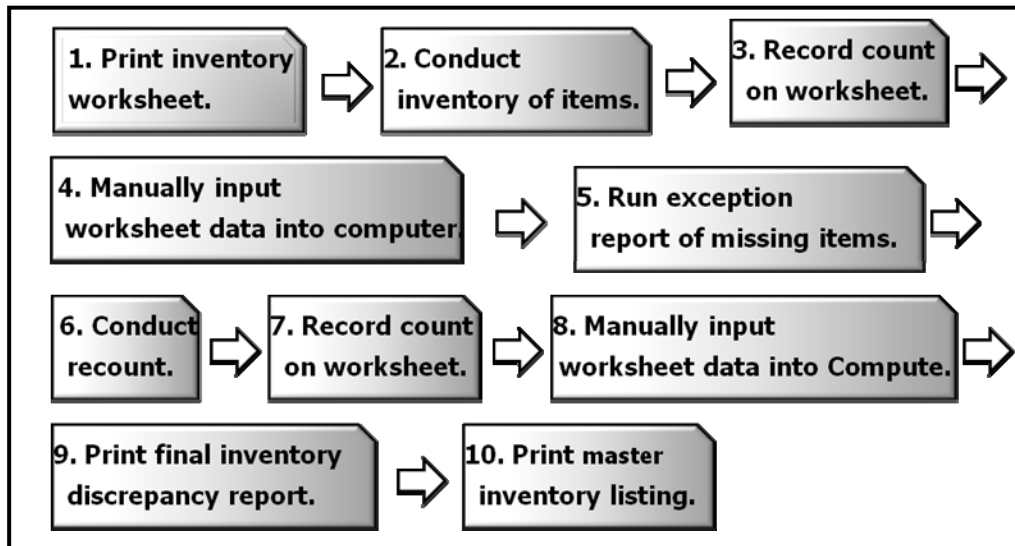 1. Print inventory
worksheet.
2. Conduct
inventory of items.
3. Record count
on worksheet.
4. Manually input
worksheet data into computer.
5. Run exception
report of missing items.
6. Conduct
recount.
7. Record count
on worksheet.
8. Manually input
worksheet data into Compute.
9. Print final inventory
discrepancy report.
10. Print master
inventory listing.